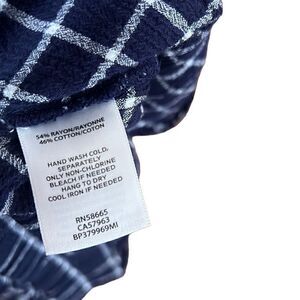 54% RAYON/RAYONNE
46% COTTON/COTON
HAND WASH COLD,
SEPARATELY
ONLY NON-CHLORINE
BLEACH IF NEEDED
HANG TO DRY
COOL IRON IF NEEDED
RN58665
CA57963
BP379969MI